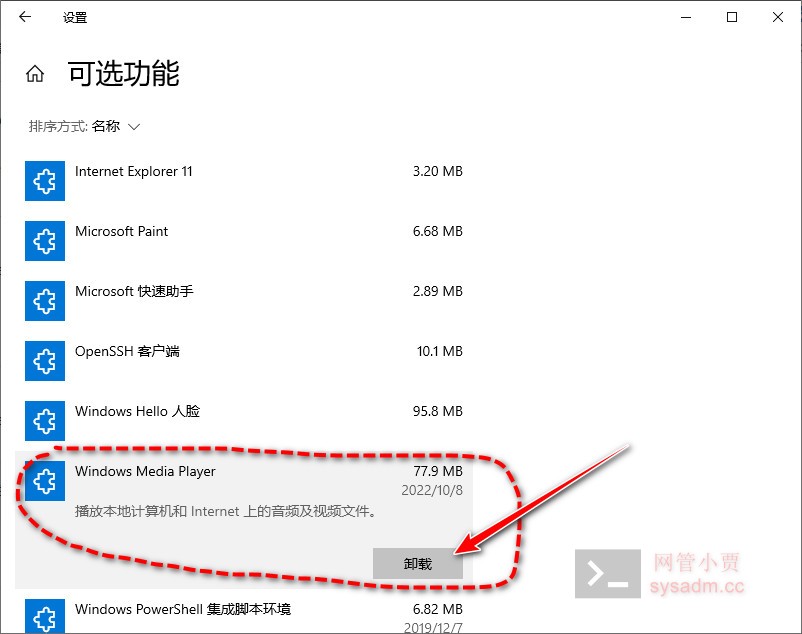 设置
可选功能
排序方式: 名称
Internet Explorer 11 3.20 MB
Microsoft Paint 6.68 MB
Microsoft 快速助手 2.89 MB
OpenSSH 客户端 10.1 MB
Windows Hello 人脸 95.8 MB
Windows Media Player 77.9 MB
2022/10/8
播放本地计算机和 Internet 上的音频及视频文件。
卸载
网管小贾
sysadm.cc
Windows PowerShell 集成脚本环境 6.82 MB
2019/12/7